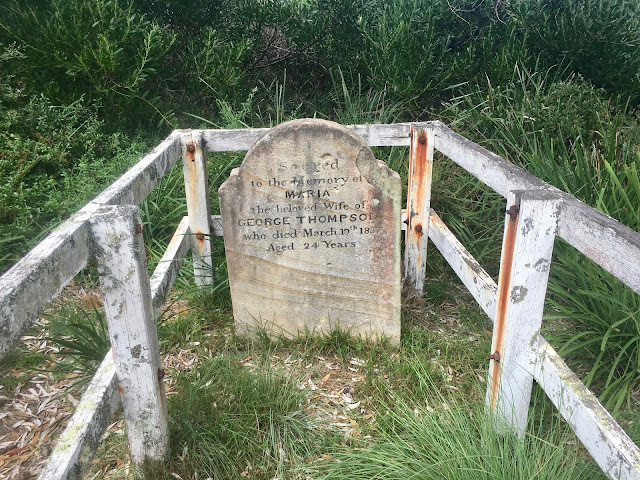 Sacred
to the Memory of
MARIA
the beloved Wife of
GEORGE THOMPSON
who died March 19th
Aged 24 Years